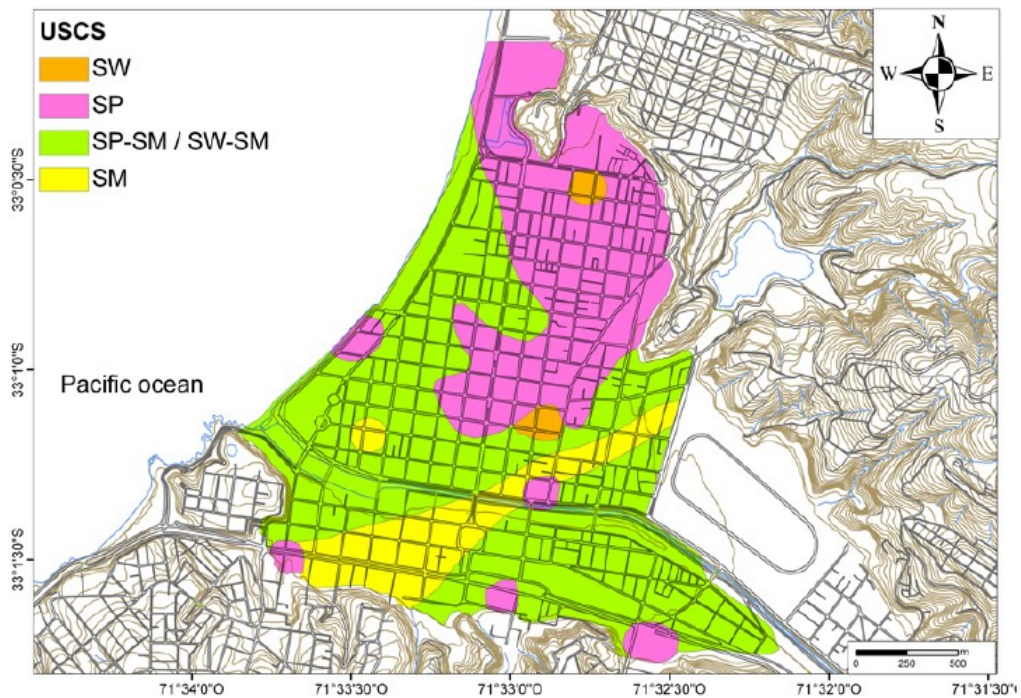 USCS
SW
SP
SP-SM / SW-SM
SM
N
W E
S
33°0'30"S
33°1'0"S
33°1'30"S
Pacific ocean
0 250 500 m
71°34'0"O 71°33'5"O 71°33'0"O 71°32'5"O 71°32'0"O 71°31'30"O